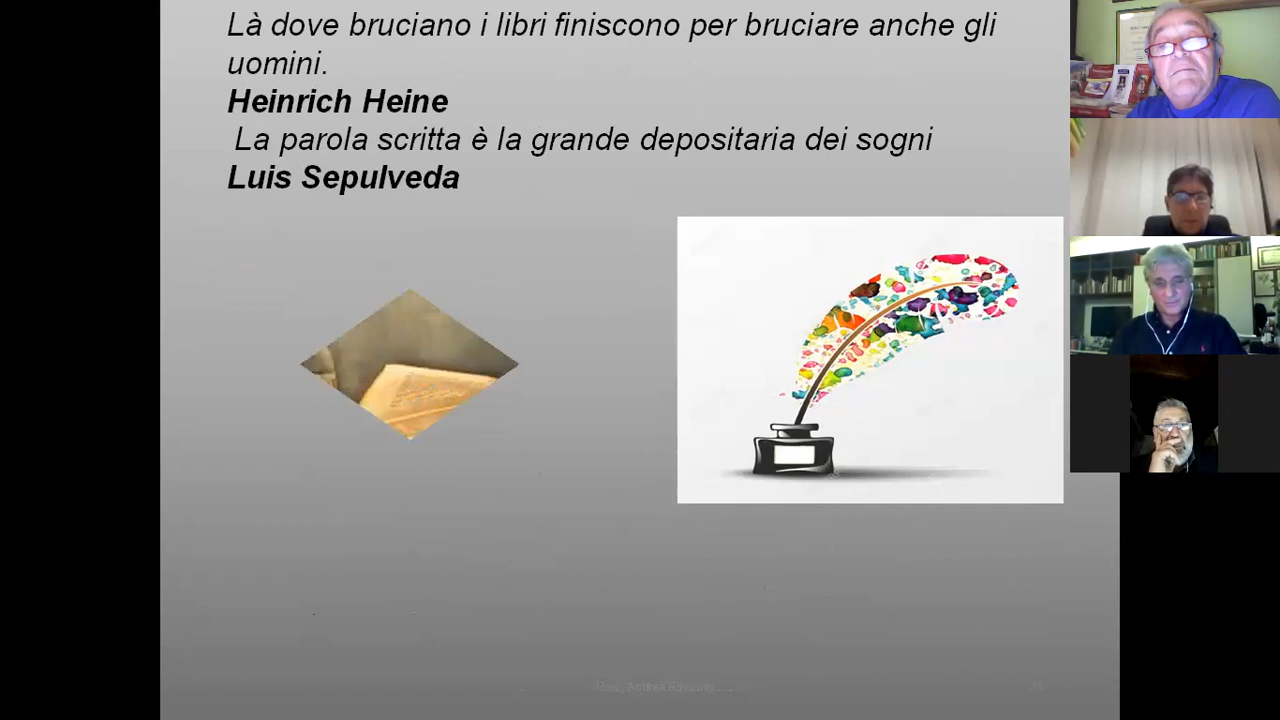 Là dove bruciano i libri finiscono per bruciare anche gli
uomini.
Heinrich Heine
La parola scritta è la grande depositaria dei sogni
Luis Sepulveda